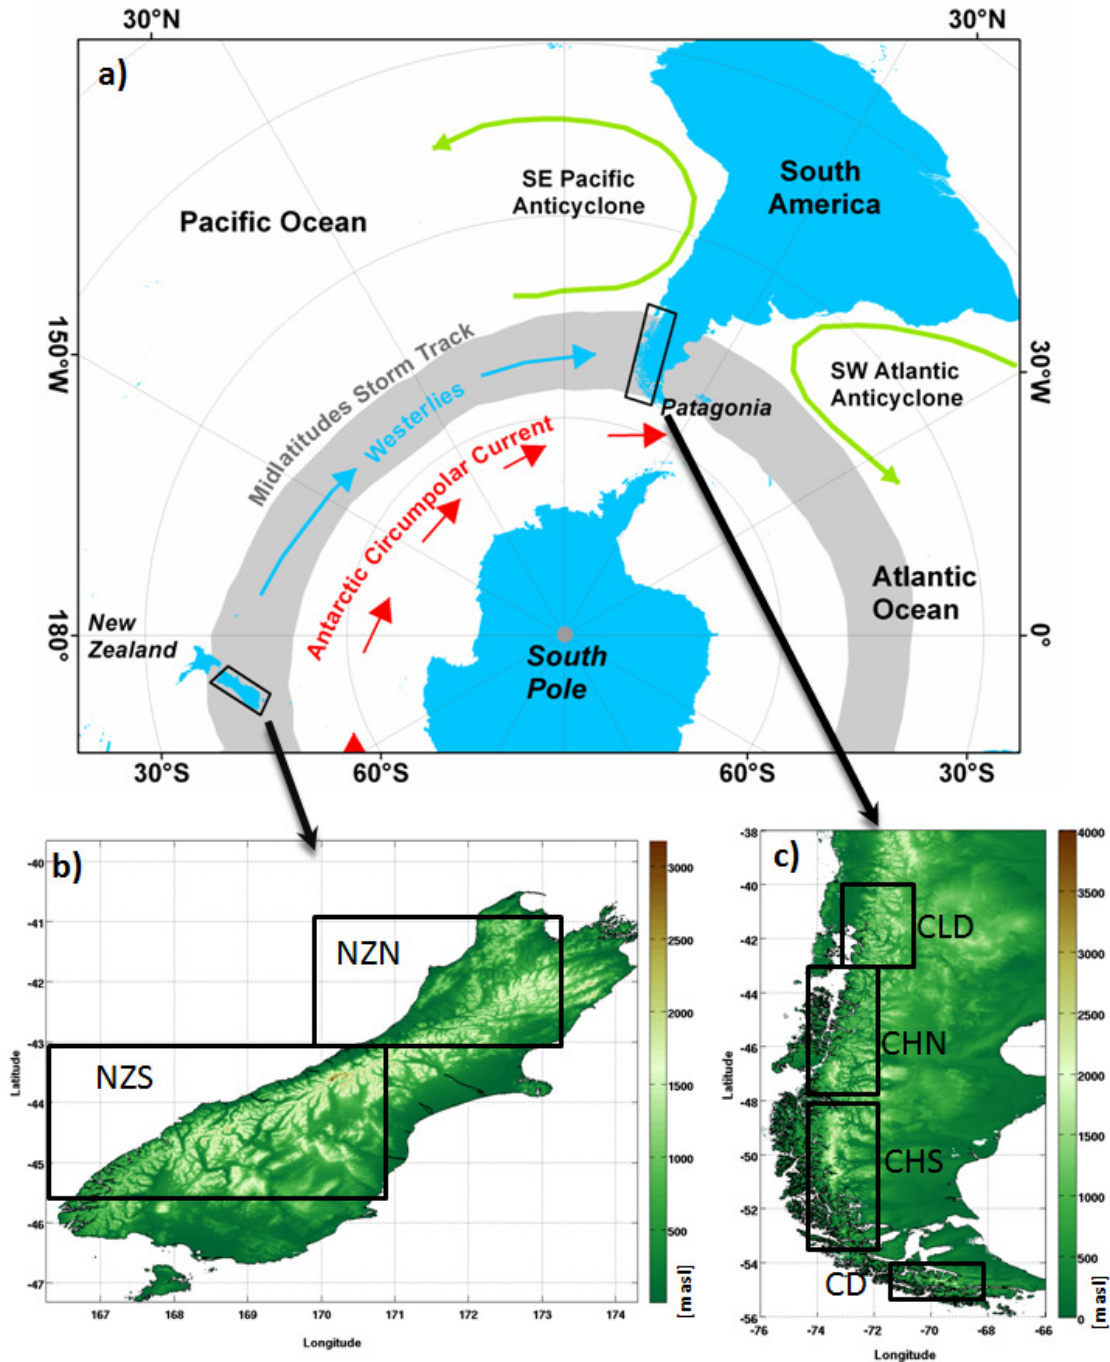 30°N
30°N
a)
SE Pacific
Anticyclone
South
America
Pacific Ocean
150°W
Midlatitudes Storm Track
Westerlies
SW Atlantic
Anticyclone
30°W
Patagonia
Antarctic Circumpolar Current
Atlantic
Ocean
New
Zealand
180°
0°
South
Pole
30°S
60°S
60°S
30°S
b)
NZN
NZS
-40
-41
-42
-43
-44
-45
-46
-47
Latitude
167
168
169
170
171
172
173
174
Longitude
3000
2500
2000
1500
1000
500
[m asl]
c)
CLD
CHN
CHS
CD
-38
-40
-42
-44
-46
-48
-50
-52
-54
-56
Latitude
-76
-74
-72
-70
-68
-66
Longitude
4000
3500
3000
2500
2000
1500
1000
500
0
[m asl]